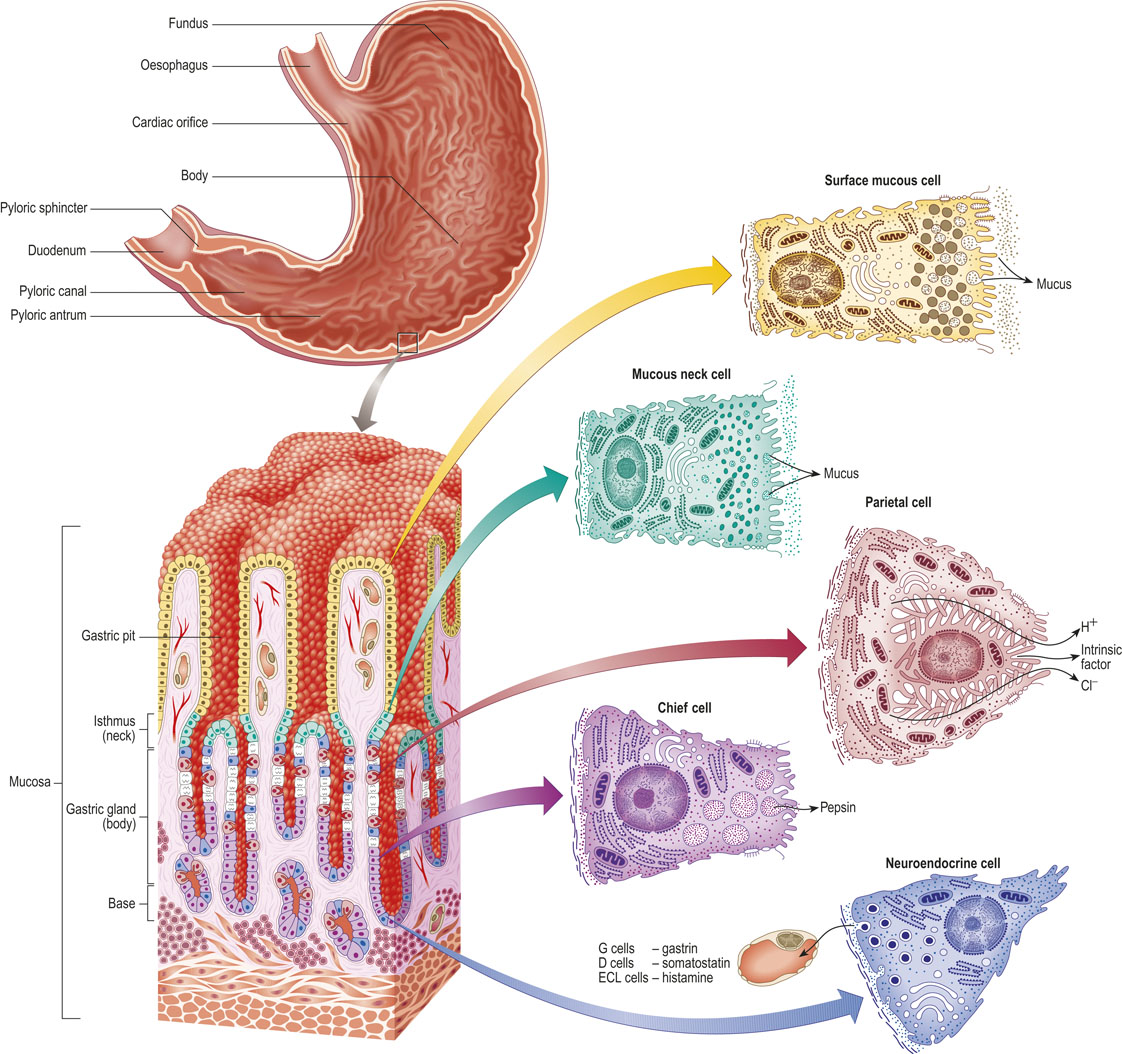 Fundus
Oesophagus
Cardiac orifice
Body
Pyloric sphincter
Duodenum
Pyloric canal
Pyloric antrum
Surface mucous cell
Mucus
Mucous neck cell
Mucus
Parietal cell
H+
Intrinsic
factor
Cl–
Gastric pit
Isthmus
(neck)
Mucosa
Gastric gland
(body)
Base
Chief cell
Pepsin
Neuroendocrine cell
G cells – gastrin
D cells – somatostatin
ECL cells – histamine